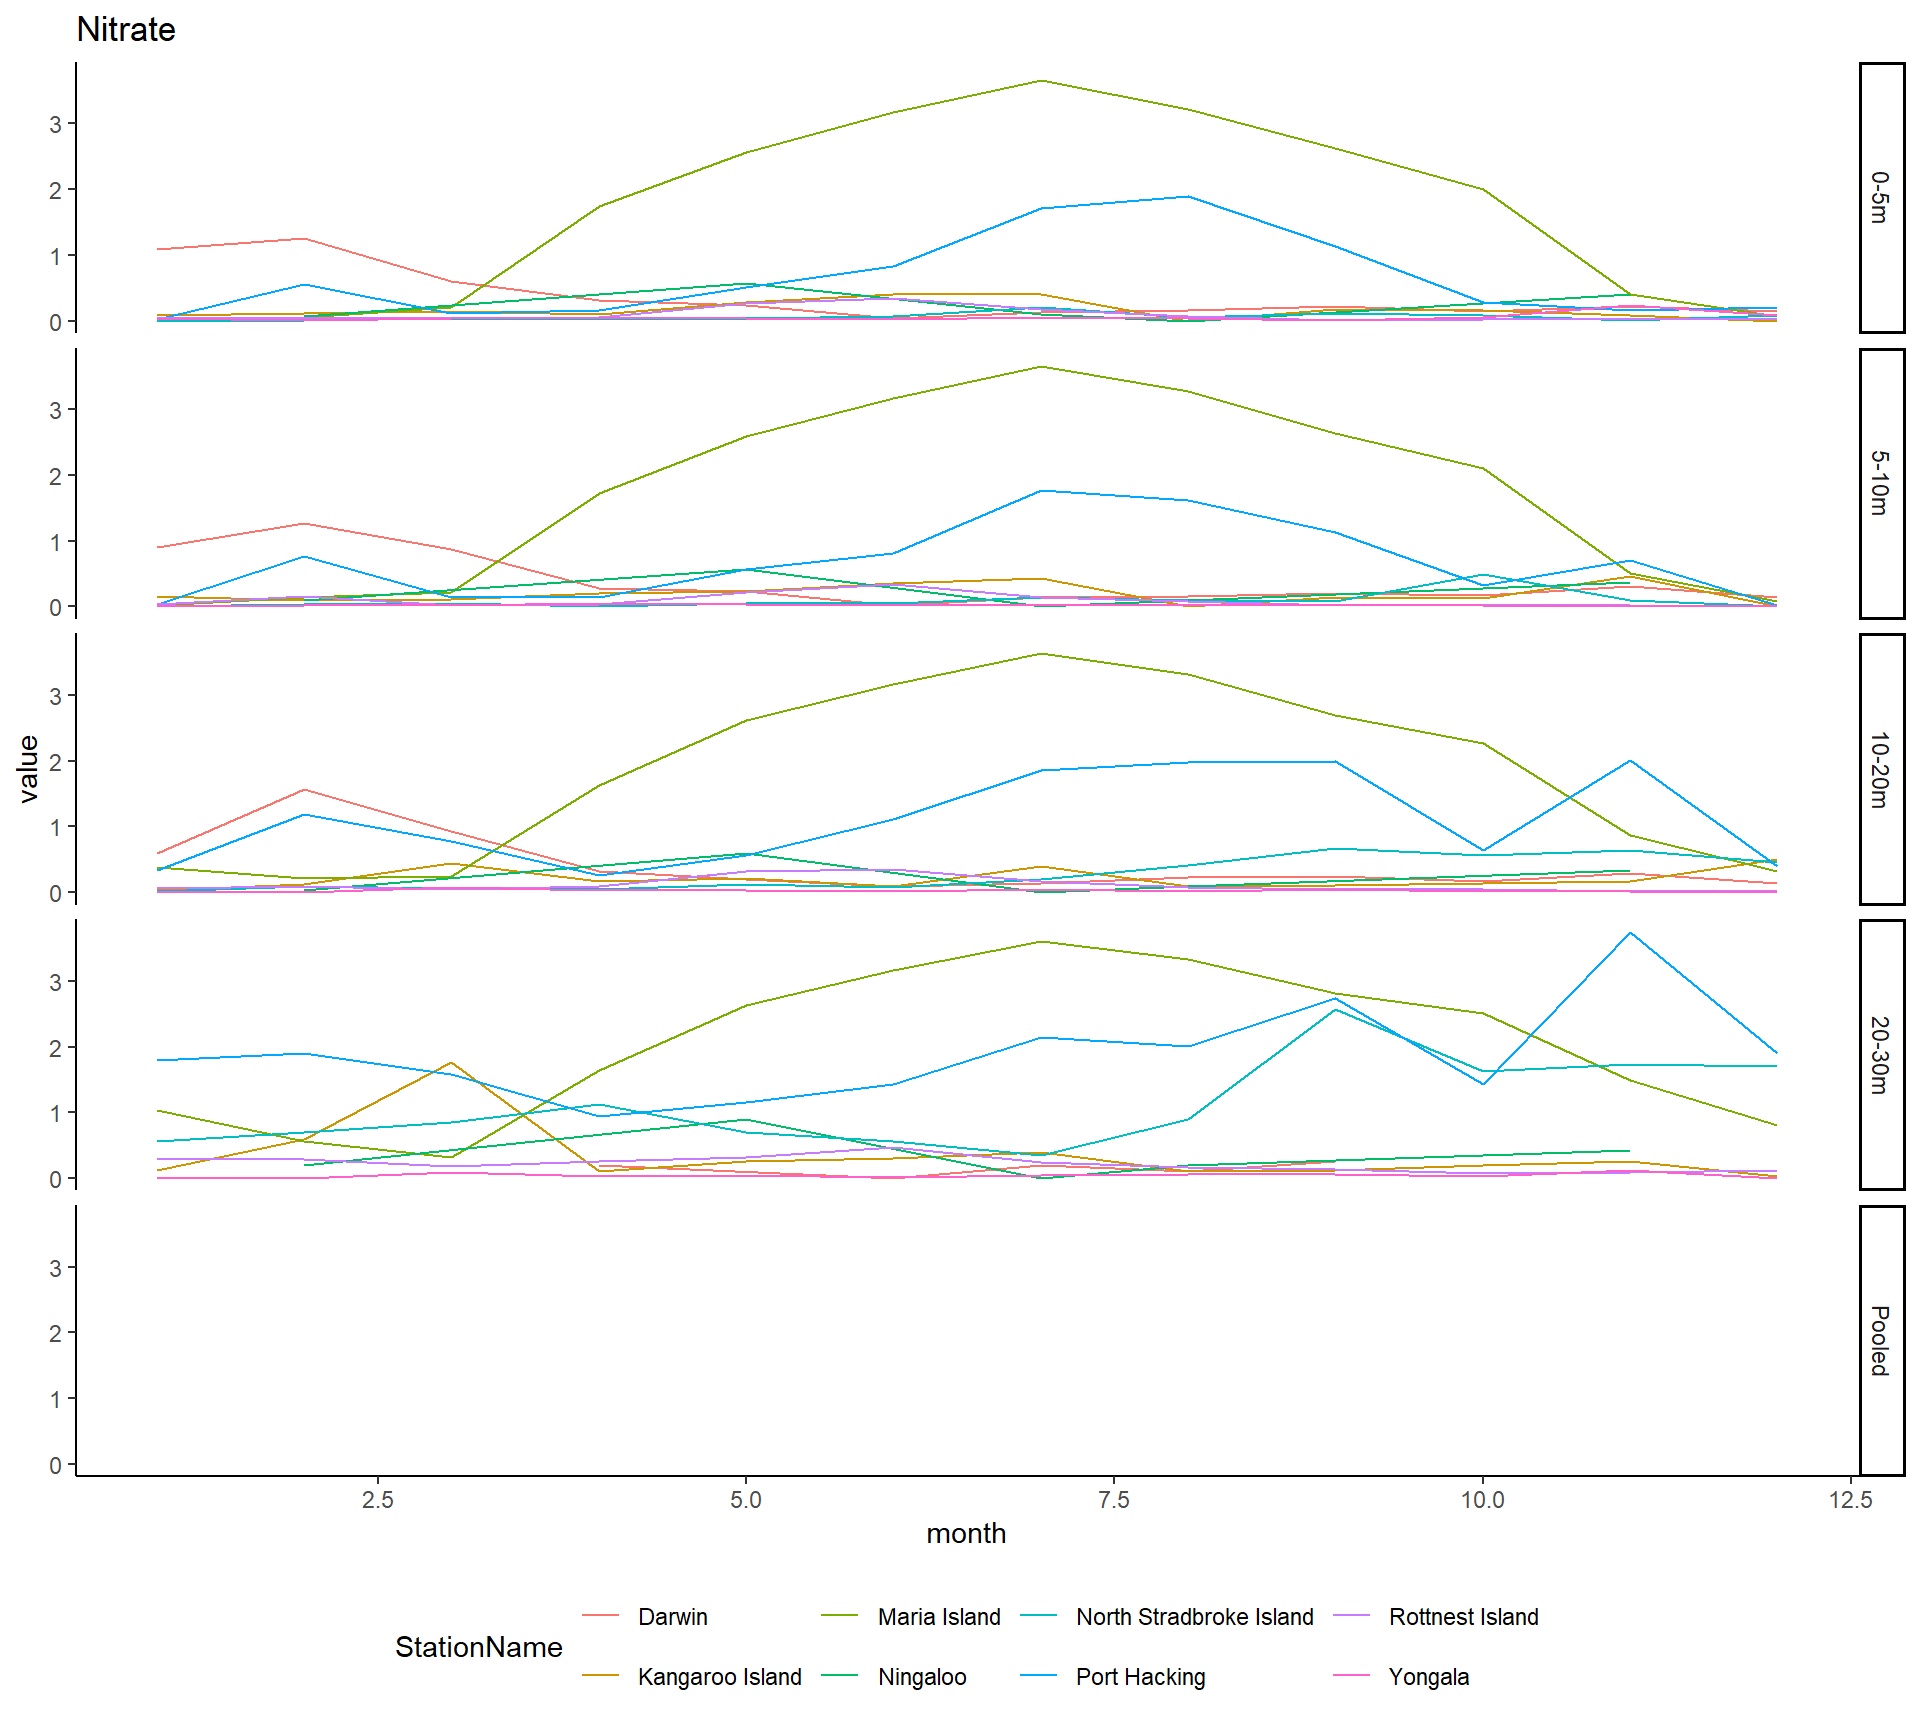 Nitrate
3
2
1
0
0-5m
3
2
1
0
5-10m
3
2
1
0
10-20m
value
3
2
1
0
20-30m
3
2
1
0
Pooled
2.5 5.0 7.5 10.0 12.5
month
StationName
Darwin Maria Island North Stradbroke Island Rottnest Island
Kangaroo Island Ningaloo Port Hacking Yongala